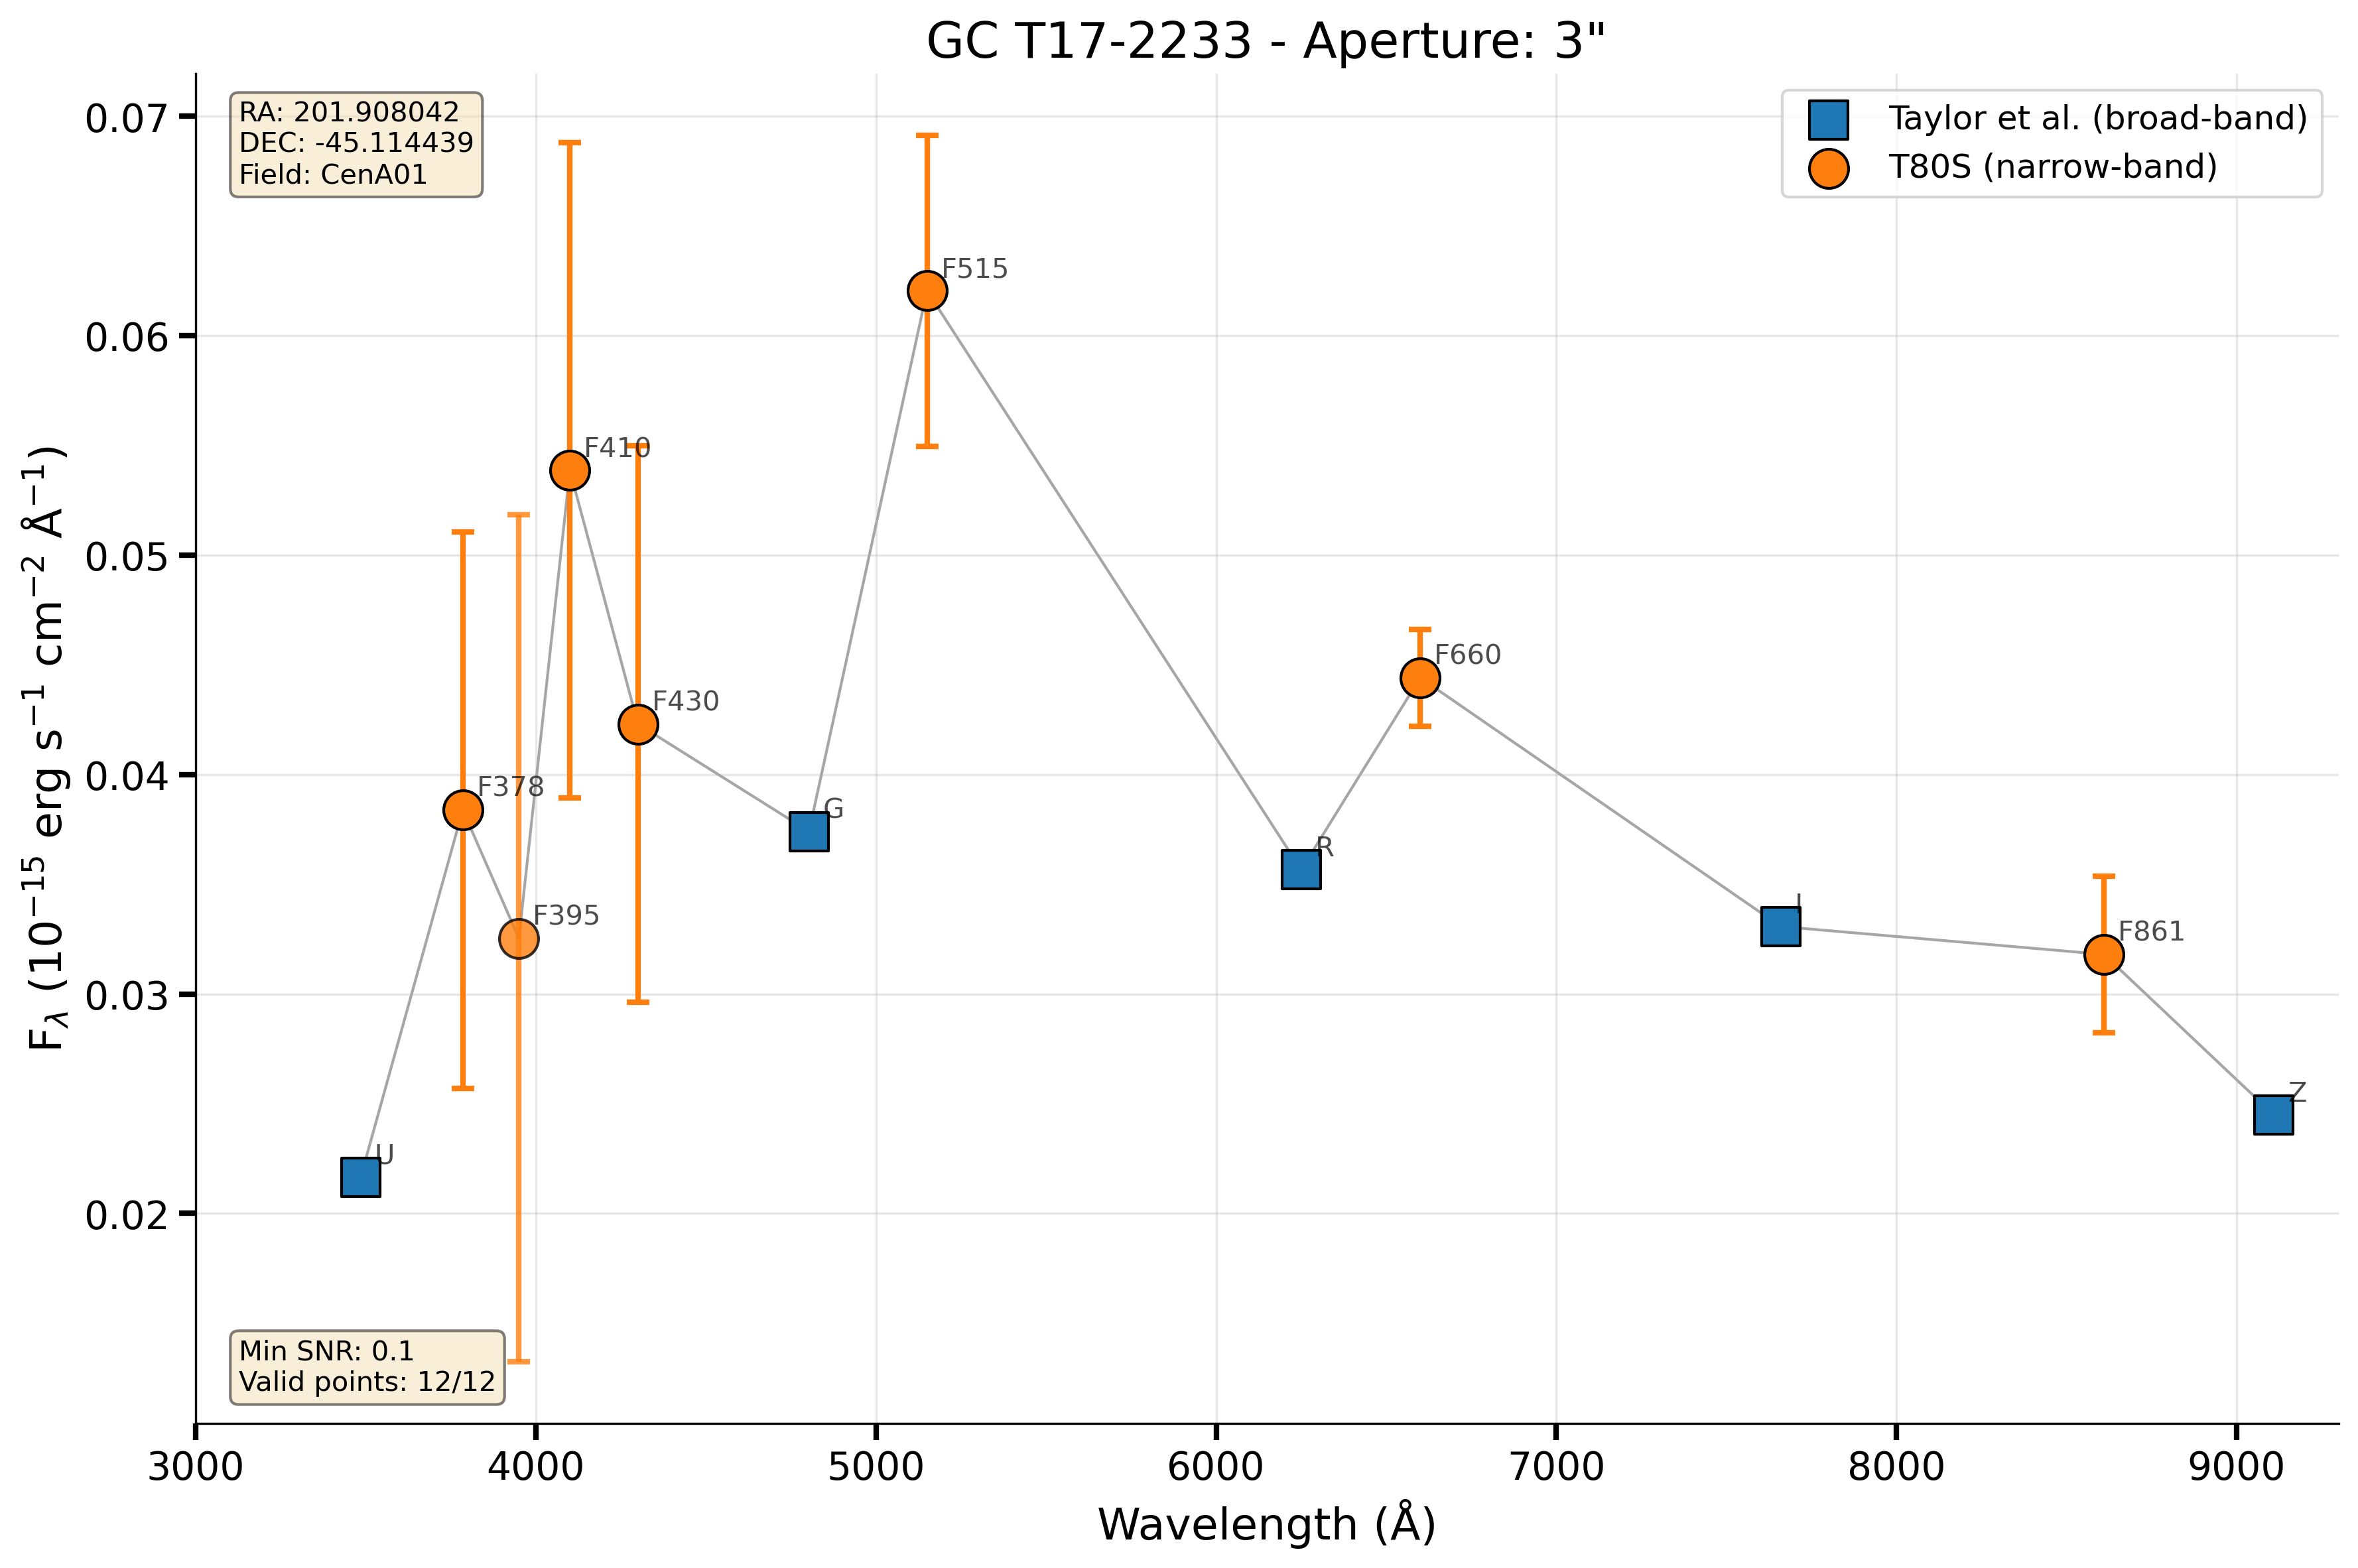 GC T17-2233 - Aperture: 3"
RA: 201.908042
DEC: -45.114439
Field: CenA01
Taylor et al. (broad-band)
T80S (narrow-band)
0.07
0.06
0.05
0.04
0.03
0.02
F515
F410
F430
F378
F395
F660
G
R
I
F861
Z
U
Min SNR: 0.1
Valid points: 12/12
3000 4000 5000 6000 7000 8000 9000
Wavelength (Å)
Fλ (10⁻¹⁵ erg s⁻¹ cm⁻² Å⁻¹)